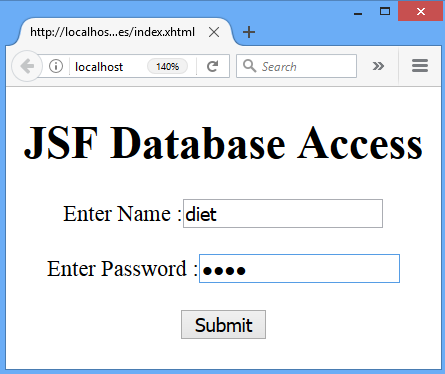 http://localhos...es/index.xhtml
localhost 140% Search
JSF Database Access
Enter Name : diet
Enter Password : ●●●●
Submit